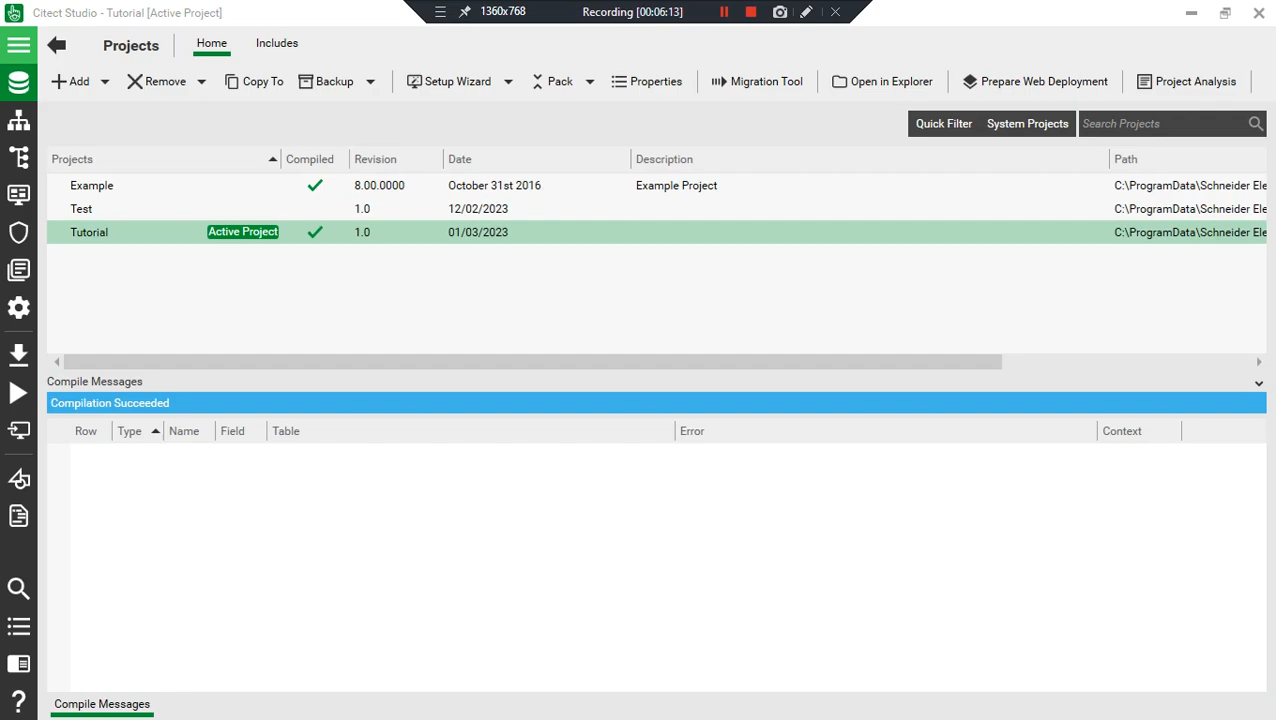 Citect Studio - Tutorial [Active Project]
1360x768 Recording [00:06:13]
Projects Home Includes
Add Remove Copy To Backup Setup Wizard Pack Properties Migration Tool Open in Explorer Prepare Web Deployment Project Analysis
Quick Filter System Projects Search Projects
Projects Compiled Revision Date Description Path
Example 8.00.0000 October 31st 2016 Example Project C:\ProgramData\Schneider Ele
Test 1.0 12/02/2023 C:\ProgramData\Schneider Ele
Tutorial Active Project 1.0 01/03/2023 C:\ProgramData\Schneider Ele
Compile Messages
Compilation Succeeded
Row Type Name Field Table Error Context
Compile Messages